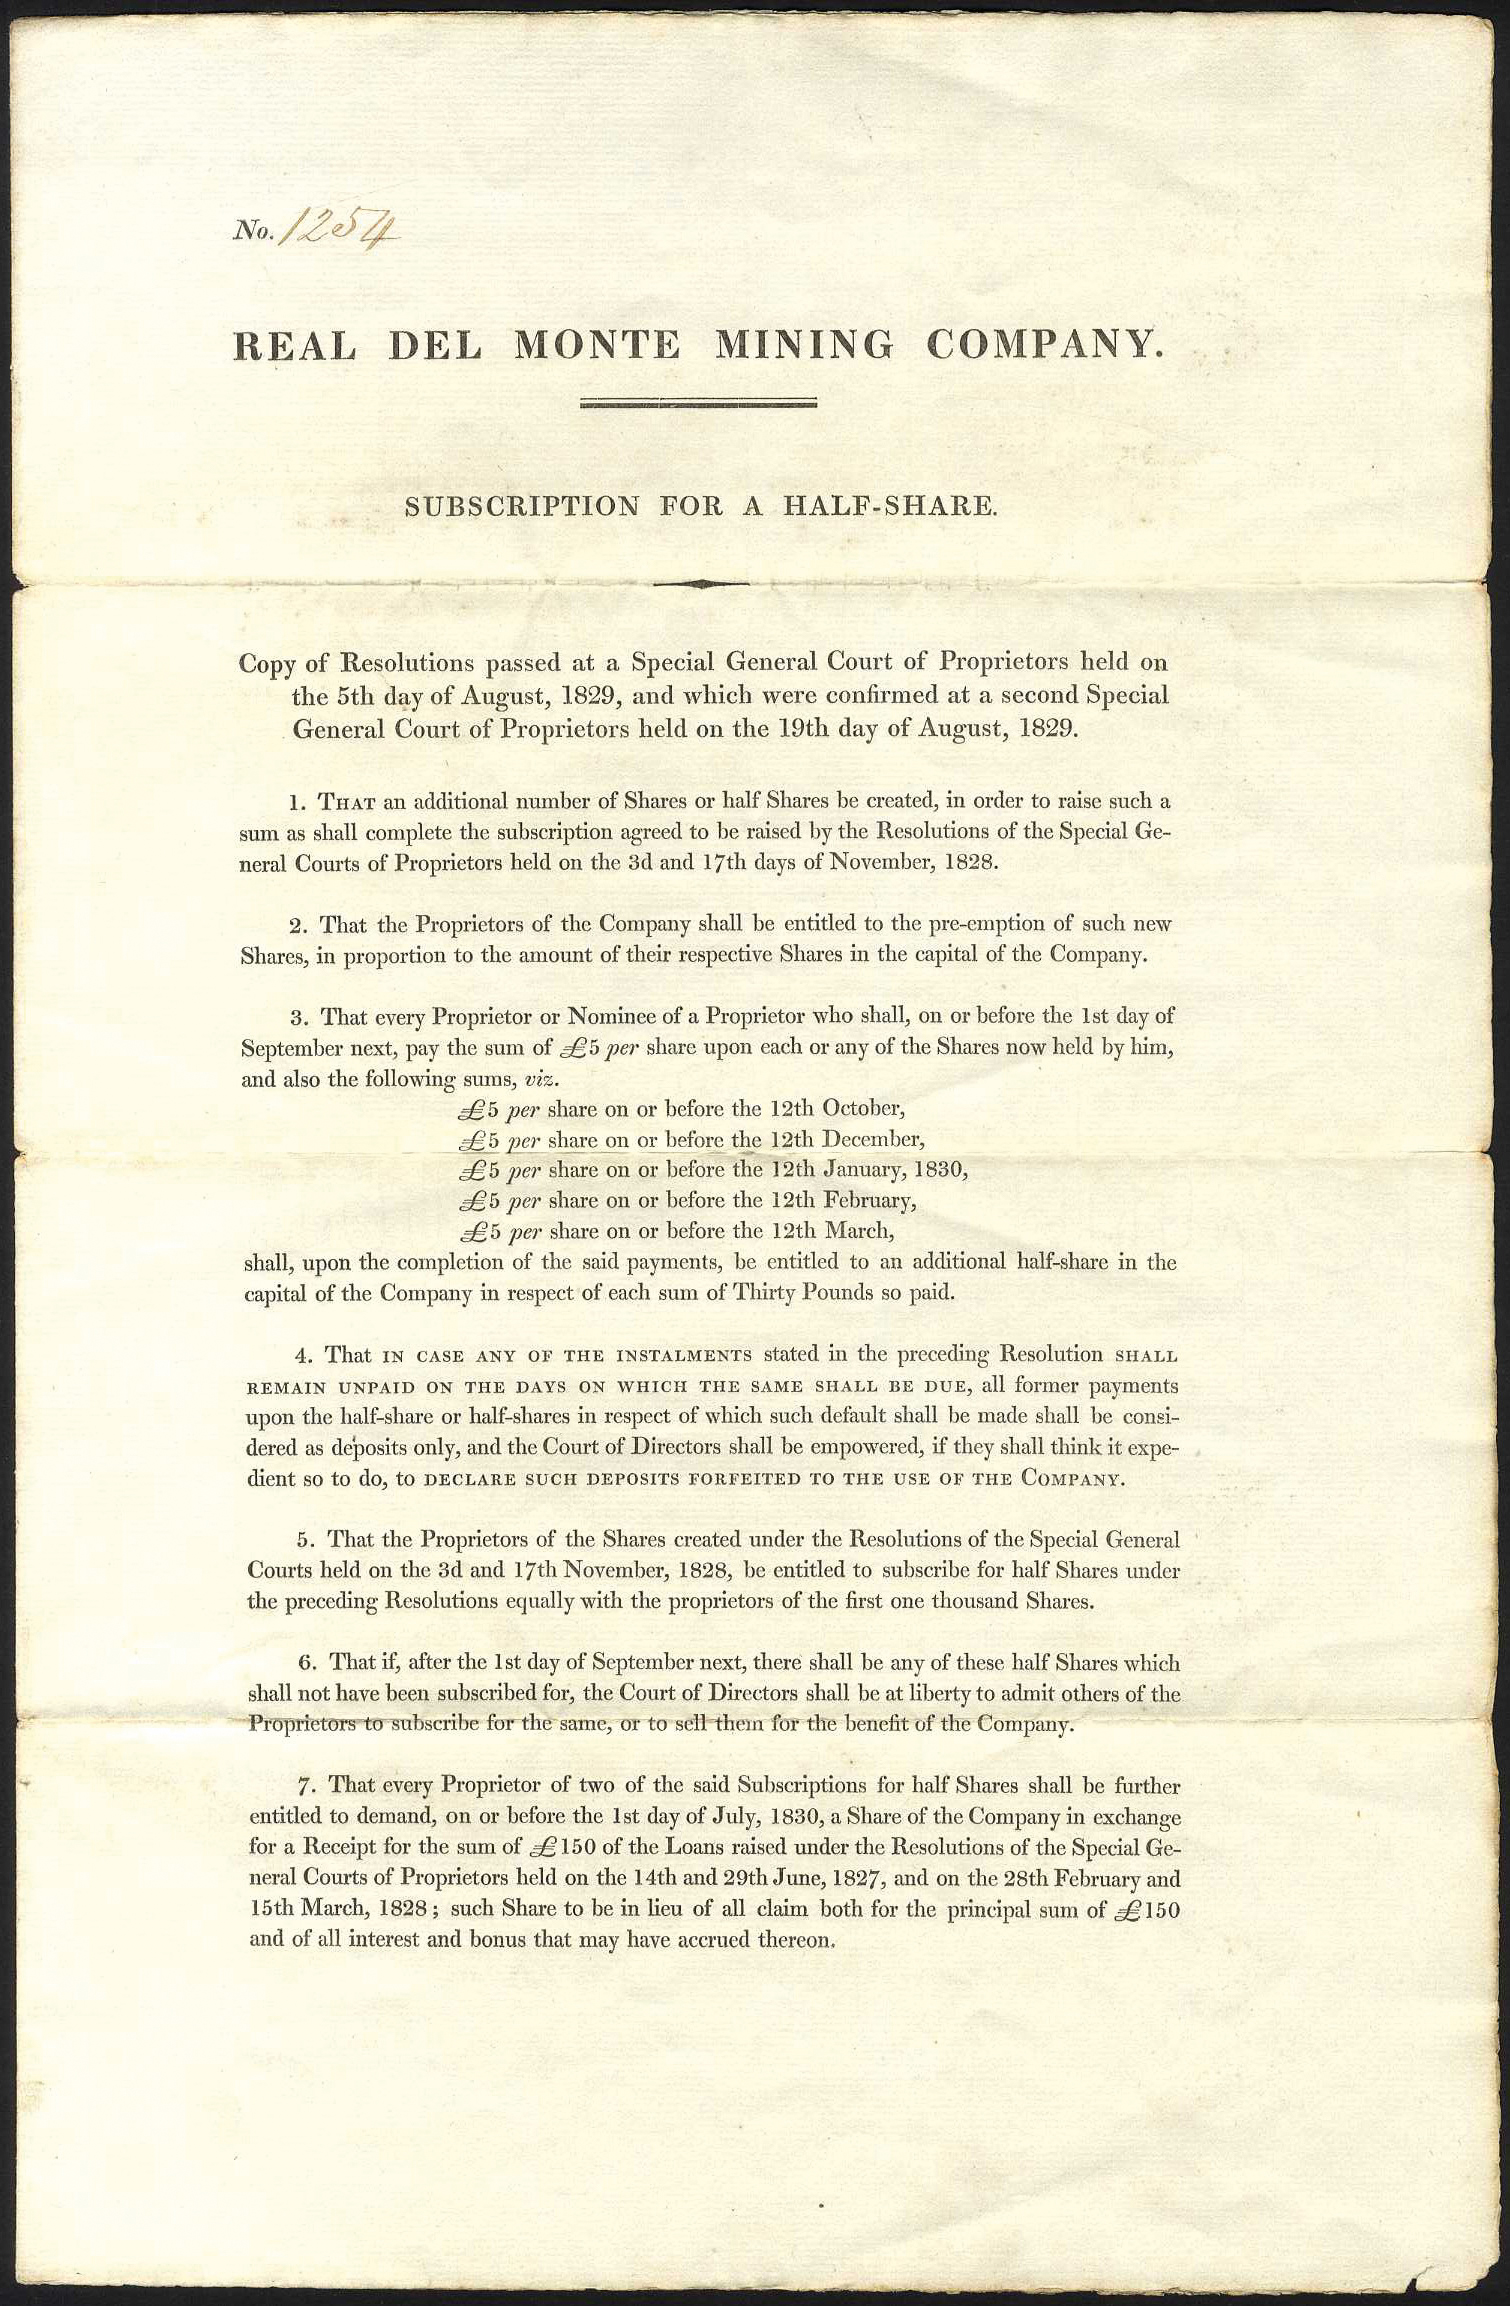 No. 1254
REAL DEL MONTE MINING COMPANY.
SUBSCRIPTION FOR A HALF-SHARE.
Copy of Resolutions passed at a Special General Court of Proprietors held on
the 5th day of August, 1829, and which were confirmed at a second Special
General Court of Proprietors held on the 19th day of August, 1829.
1. THAT an additional number of Shares or half Shares be created, in order to raise such a
sum as shall complete the subscription agreed to be raised by the Resolutions of the Special Ge-
neral Courts of Proprietors held on the 3d and 17th days of November, 1828.
2. That the Proprietors of the Company shall be entitled to the pre-emption of such new
Shares, in proportion to the amount of their respective Shares in the capital of the Company.
3. That every Proprietor or Nominee of a Proprietor who shall, on or before the 1st day of
September next, pay the sum of £5 per share upon each or any of the Shares now held by him,
and also the following sums, viz.
£5 per share on or before the 12th October,
£5 per share on or before the 12th December,
£5 per share on or before the 12th January, 1830,
£5 per share on or before the 12th February,
£5 per share on or before the 12th March,
shall, upon the completion of the said payments, be entitled to an additional half-share in the
capital of the Company in respect of each sum of Thirty Pounds so paid.
4. That IN CASE ANY OF THE INSTALMENTS stated in the preceding Resolution SHALL
REMAIN UNPAID ON THE DAYS ON WHICH THE SAME SHALL BE DUE, all former payments
upon the half-share or half-shares in respect of which such default shall be made shall be consi-
dered as deposits only, and the Court of Directors shall be empowered, if they shall think it expe-
dient so to do, to DECLARE SUCH DEPOSITS FORFEITED TO THE USE OF THE COMPANY.
5. That the Proprietors of the Shares created under the Resolutions of the Special General
Courts held on the 3d and 17th November, 1828, be entitled to subscribe for half Shares under
the preceding Resolutions equally with the proprietors of the first one thousand Shares.
6. That if, after the 1st day of September next, there shall be any of these half Shares which
shall not have been subscribed for, the Court of Directors shall be at liberty to admit others of the
Proprietors to subscribe for the same, or to sell them for the benefit of the Company.
7. That every Proprietor of two of the said Subscriptions for half Shares shall be further
entitled to demand, on or before the 1st day of July, 1830, a Share of the Company in exchange
for a Receipt for the sum of £150 of the Loans raised under the Resolutions of the Special Ge-
neral Courts of Proprietors held on the 14th and 29th June, 1827, and on the 28th February and
15th March, 1828; such Share to be in lieu of all claim both for the principal sum of £150
and of all interest and bonus that may have accrued thereon.